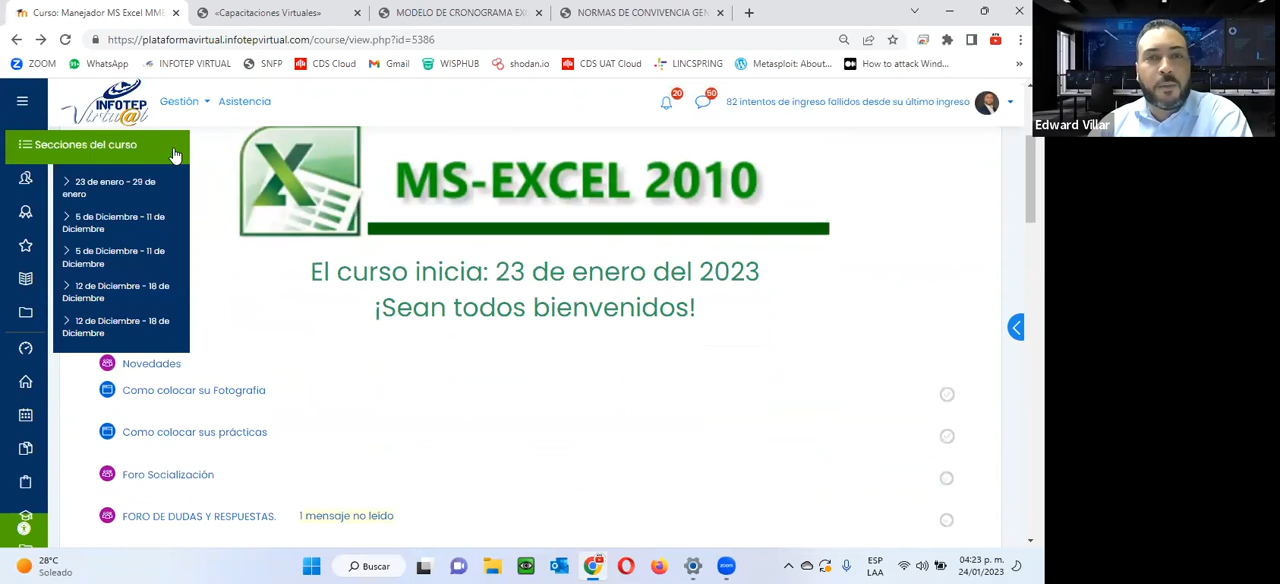 Curso: Manejador MS Excel MME
«Capacitaciones Virtuales»
MODELO DE CRONOGRAMA EXC
NORMAS DE CONVIVENCIA GEN
https://plataformavirtual.infotepvirtual.com/course/view.php?id=5386
ZOOM
WhatsApp
INFOTEP VIRTUAL
SNFP
CDS Cloud
Gmail
WISPHUB
shodan.io
CDS UAT Cloud
LINCSPRING
Metasploit: About...
How to attack Wind...
»
INFOTEP
Virtu@l
Gestión
Asistencia
20
50
82 intentos de ingreso fallidos desde su último ingreso
Edward Villar
Secciones del curso
23 de enero - 29 de
enero
5 de Diciembre - 11 de
Diciembre
5 de Diciembre - 11 de
Diciembre
12 de Diciembre - 18 de
Diciembre
12 de Diciembre - 18 de
Diciembre
MS-EXCEL 2010
El curso inicia: 23 de enero del 2023
¡Sean todos bienvenidos!
Novedades
Como colocar su Fotografia
Como colocar sus prácticas
Foro Socialización
FORO DE DUDAS Y RESPUESTAS. 1 mensaje no leído
28°C
Soleado
Buscar
zoom
ESP
LAA
04:23 p. m.
24/01/2023